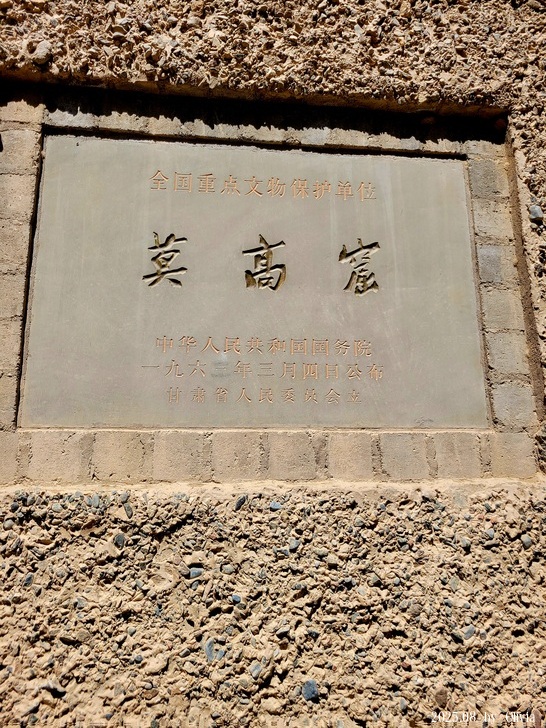 全国重点文物保护单位
莫高窟
中华人民共和国国务院
一九六一年三月四日公布
甘肃省人民委员会立